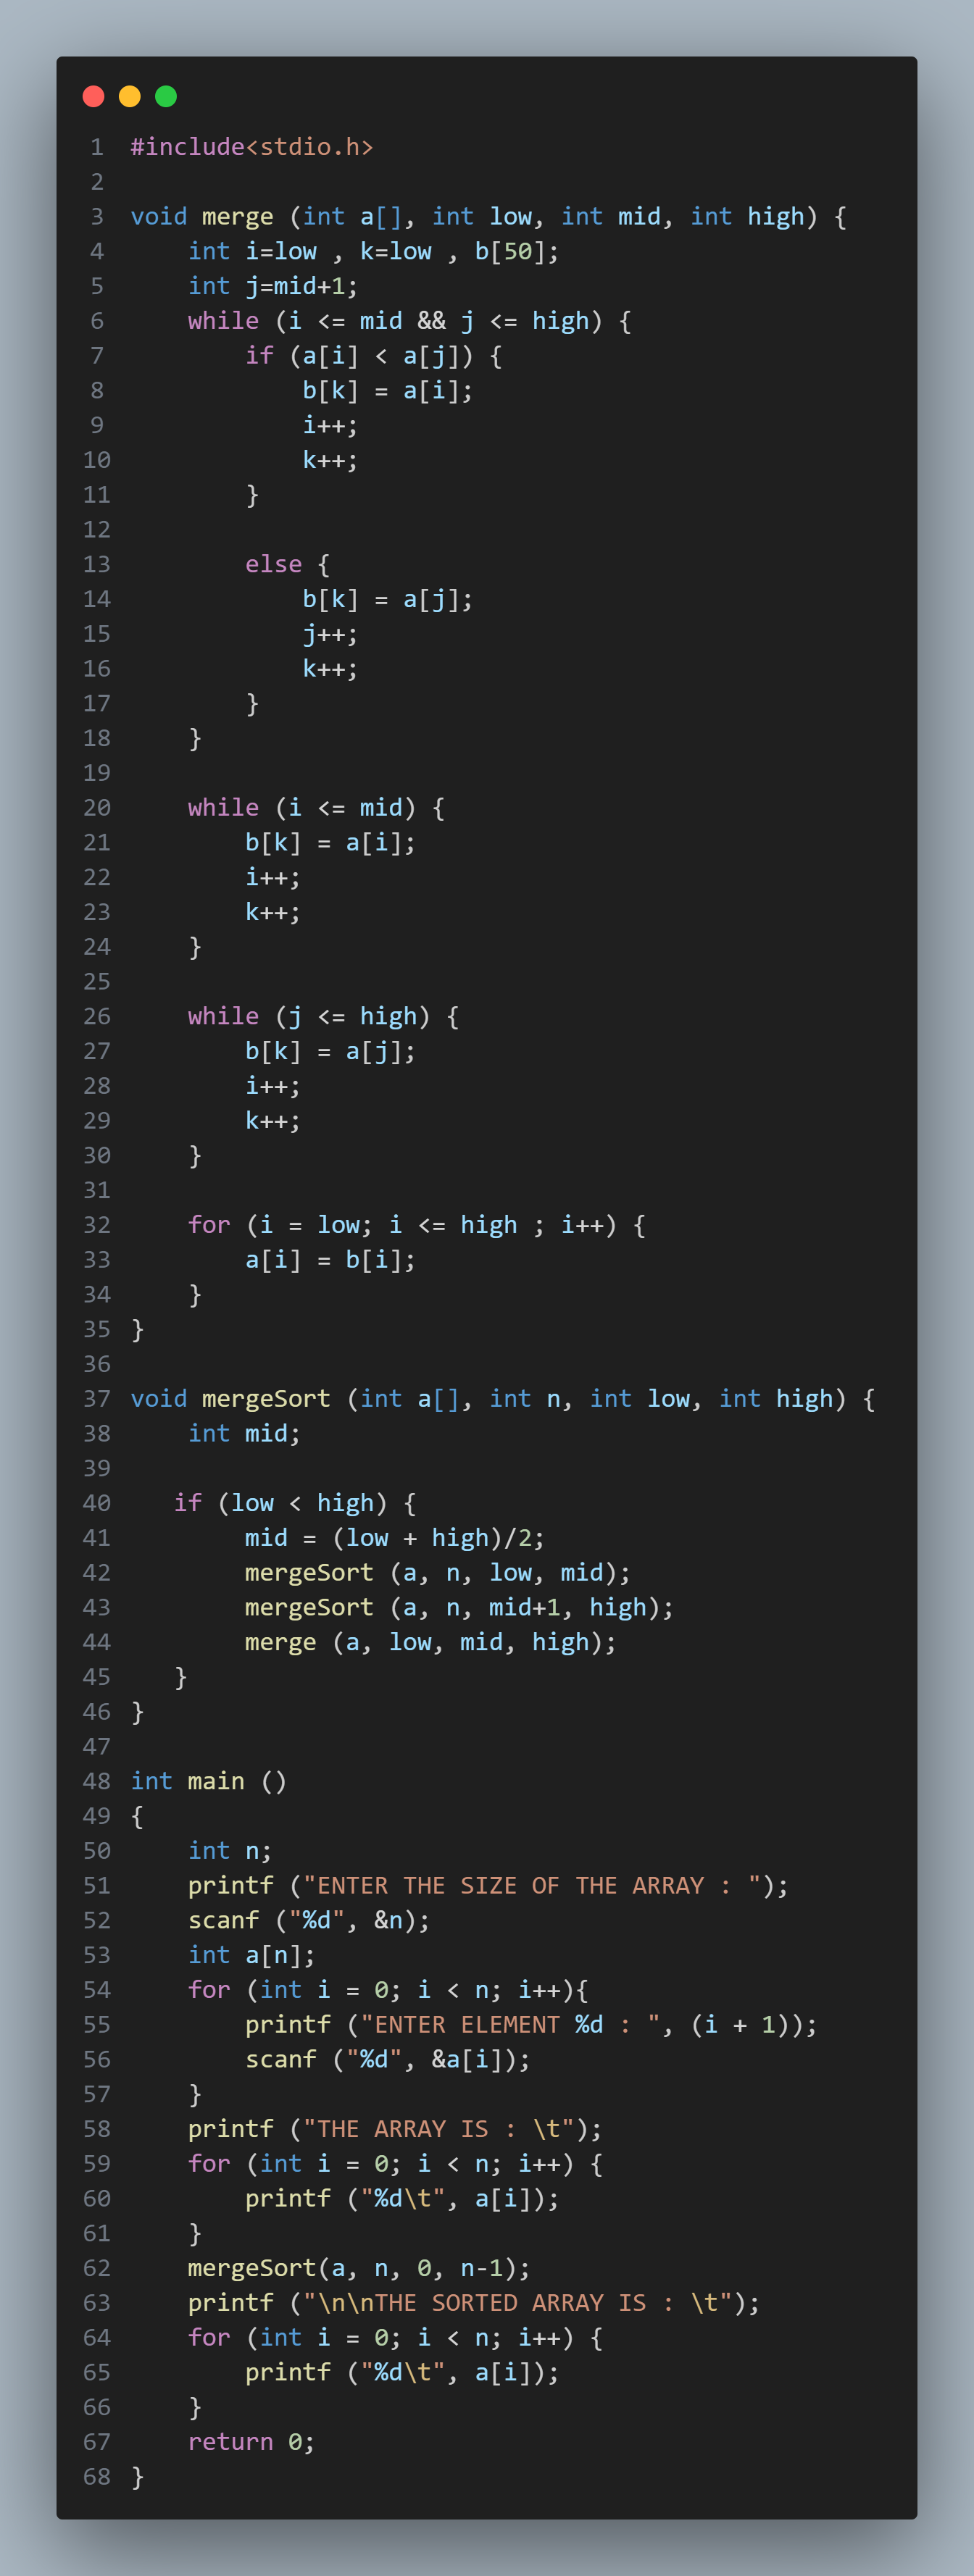 1 #include<stdio.h>
2
3 void merge (int a[], int low, int mid, int high) {
4     int i=low , k=low , b[50];
5     int j=mid+1;
6     while (i <= mid && j <= high) {
7         if (a[i] < a[j]) {
8             b[k] = a[i];
9             i++;
10             k++;
11         }
12
13         else {
14             b[k] = a[j];
15             j++;
16             k++;
17         }
18     }
19
20     while (i <= mid) {
21         b[k] = a[i];
22         i++;
23         k++;
24     }
25
26     while (j <= high) {
27         b[k] = a[j];
28         i++;
29         k++;
30     }
31
32     for (i = low; i <= high ; i++) {
33         a[i] = b[i];
34     }
35 }
36
37 void mergeSort (int a[], int n, int low, int high) {
38     int mid;
39
40    if (low < high) {
41         mid = (low + high)/2;
42         mergeSort (a, n, low, mid);
43         mergeSort (a, n, mid+1, high);
44         merge (a, low, mid, high);
45    }
46 }
47
48 int main ()
49 {
50     int n;
51     printf ("ENTER THE SIZE OF THE ARRAY : ");
52     scanf ("%d", &n);
53     int a[n];
54     for (int i = 0; i < n; i++){
55         printf ("ENTER ELEMENT %d : ", (i + 1));
56         scanf ("%d", &a[i]);
57     }
58     printf ("THE ARRAY IS : \t");
59     for (int i = 0; i < n; i++) {
60         printf ("%d\t", a[i]);
61     }
62     mergeSort(a, n, 0, n-1);
63     printf ("\n\nTHE SORTED ARRAY IS : \t");
64     for (int i = 0; i < n; i++) {
65         printf ("%d\t", a[i]);
66     }
67     return 0;
68 }